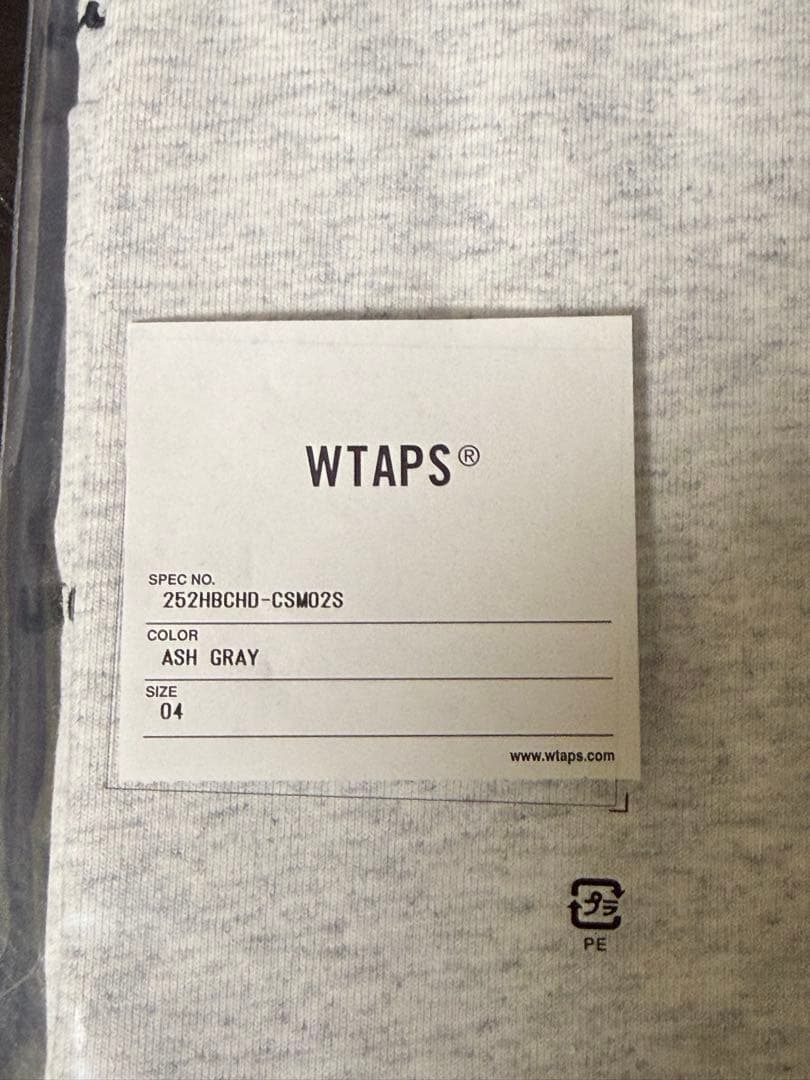 WTAPS®
SPEC NO.
252HBCHD-CSM02S
COLOR
ASH GRAY
SIZE
04
www.wtaps.com
プラ
PE